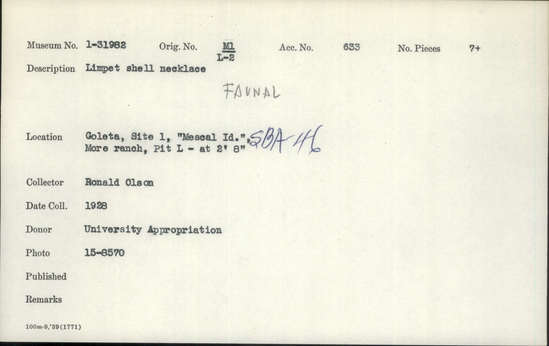 Museum No. 1-31982 Orig. No. M1 Acc. No. 633 No. Pieces 7+
L-2
Description Limpet shell necklace
FAUNAL
Location Goleta, Site 1, "Mescal Id.", SBA-46
More ranch, Pit L - at 2' 8"
Collector Ronald Olson
Date Coll. 1928
Donor University Appropriation
Photo 15-8570
Published
Remarks
100m-9,'39(1771)